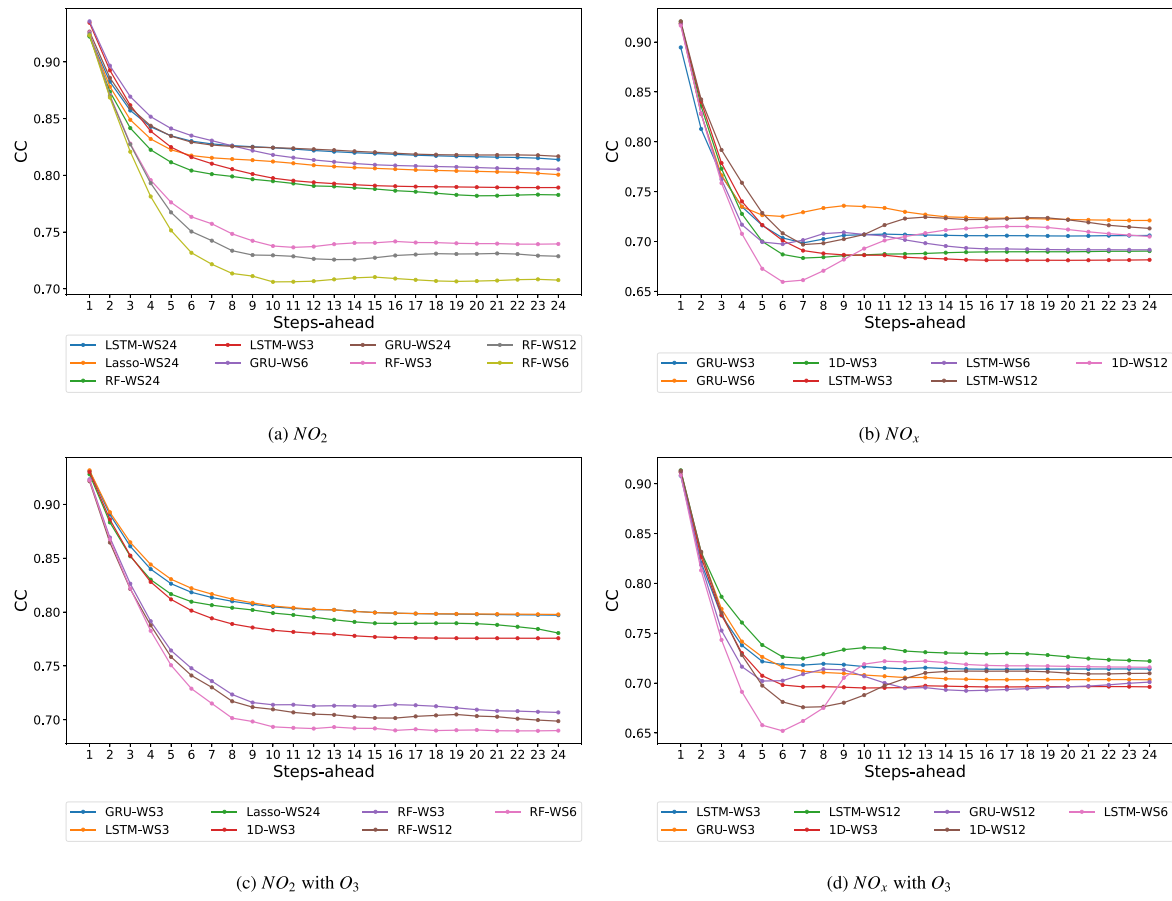 0.90
0.85
0.80
0.75
0.70
CC
1 2 3 4 5 6 7 8 9 10 11 12 13 14 15 16 17 18 19 20 21 22 23 24
Steps-ahead
LSTM-WS24 LSTM-WS3 GRU-WS24 RF-WS12
Lasso-WS24 GRU-WS6 RF-WS3 RF-WS6
RF-WS24
(a) NO2
0.90
0.85
0.80
0.75
0.70
0.65
CC
1 2 3 4 5 6 7 8 9 10 11 12 13 14 15 16 17 18 19 20 21 22 23 24
Steps-ahead
GRU-WS3 1D-WS3 LSTM-WS6 1D-WS12
GRU-WS6 LSTM-WS3 LSTM-WS12
(b) NOx
0.90
0.85
0.80
0.75
0.70
CC
1 2 3 4 5 6 7 8 9 10 11 12 13 14 15 16 17 18 19 20 21 22 23 24
Steps-ahead
GRU-WS3 Lasso-WS24 RF-WS3 RF-WS6
LSTM-WS3 1D-WS3 RF-WS12
(c) NO2 with O3
0.90
0.85
0.80
0.75
0.70
0.65
CC
1 2 3 4 5 6 7 8 9 10 11 12 13 14 15 16 17 18 19 20 21 22 23 24
Steps-ahead
LSTM-WS3 LSTM-WS12 GRU-WS12 LSTM-WS6
GRU-WS3 1D-WS3 1D-WS12
(d) NOx with O3